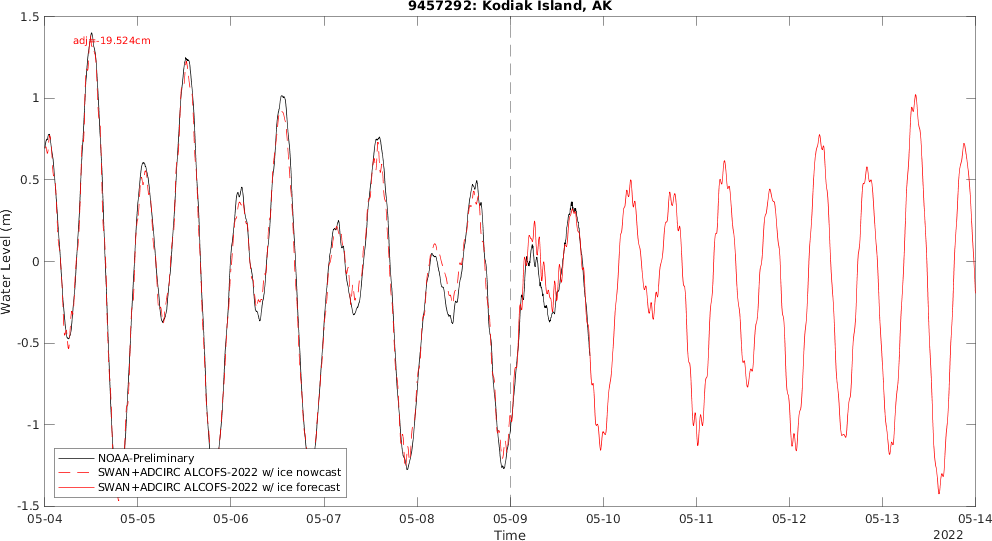 9457292: Kodiak Island, AK
adj=-19.524cm
Water Level (m)
1.5
1
0.5
0
-0.5
-1
-1.5
NOAA-Preliminary
SWAN+ADCIRC ALCOFS-2022 w/ ice nowcast
SWAN+ADCIRC ALCOFS-2022 w/ ice forecast
05-04 05-05 05-06 05-07 05-08 05-09 05-10 05-11 05-12 05-13 05-14
Time
2022